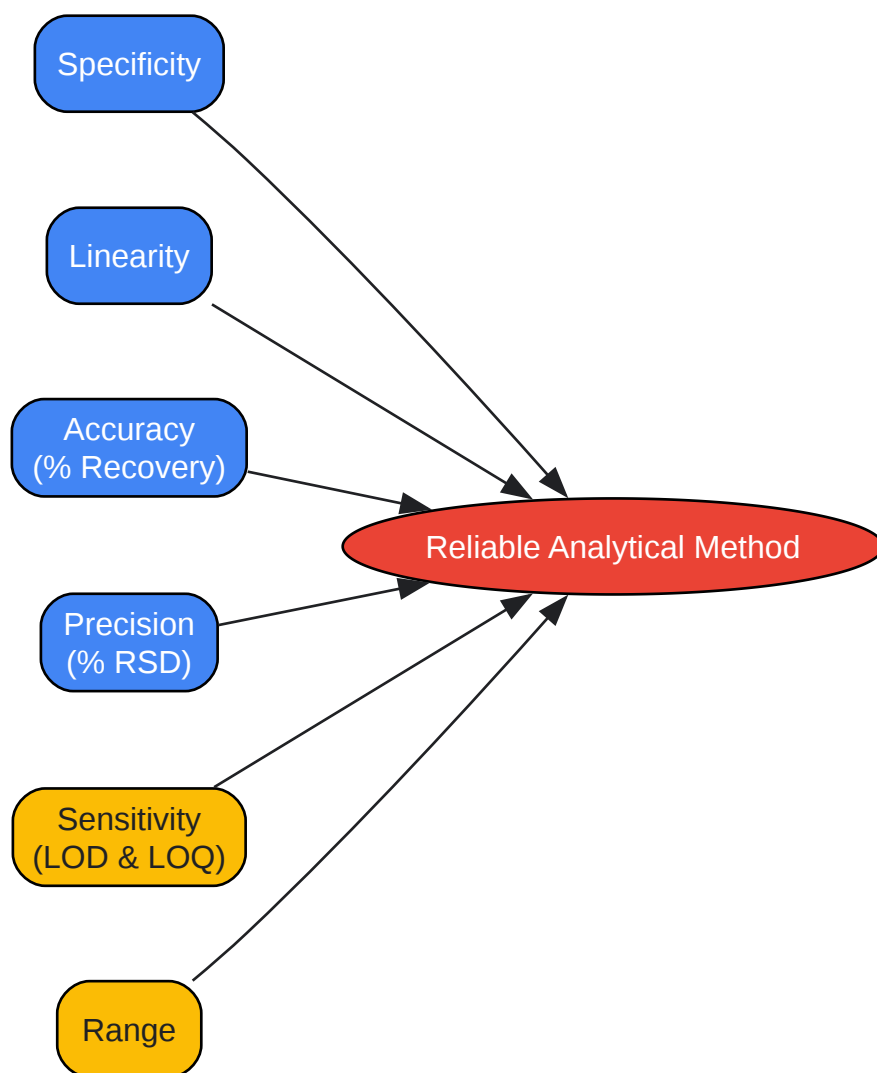 Specificity
Linearity
Accuracy
(% Recovery)
Reliable Analytical Method
Precision
(% RSD)
Sensitivity
(LOD & LOQ)
Range